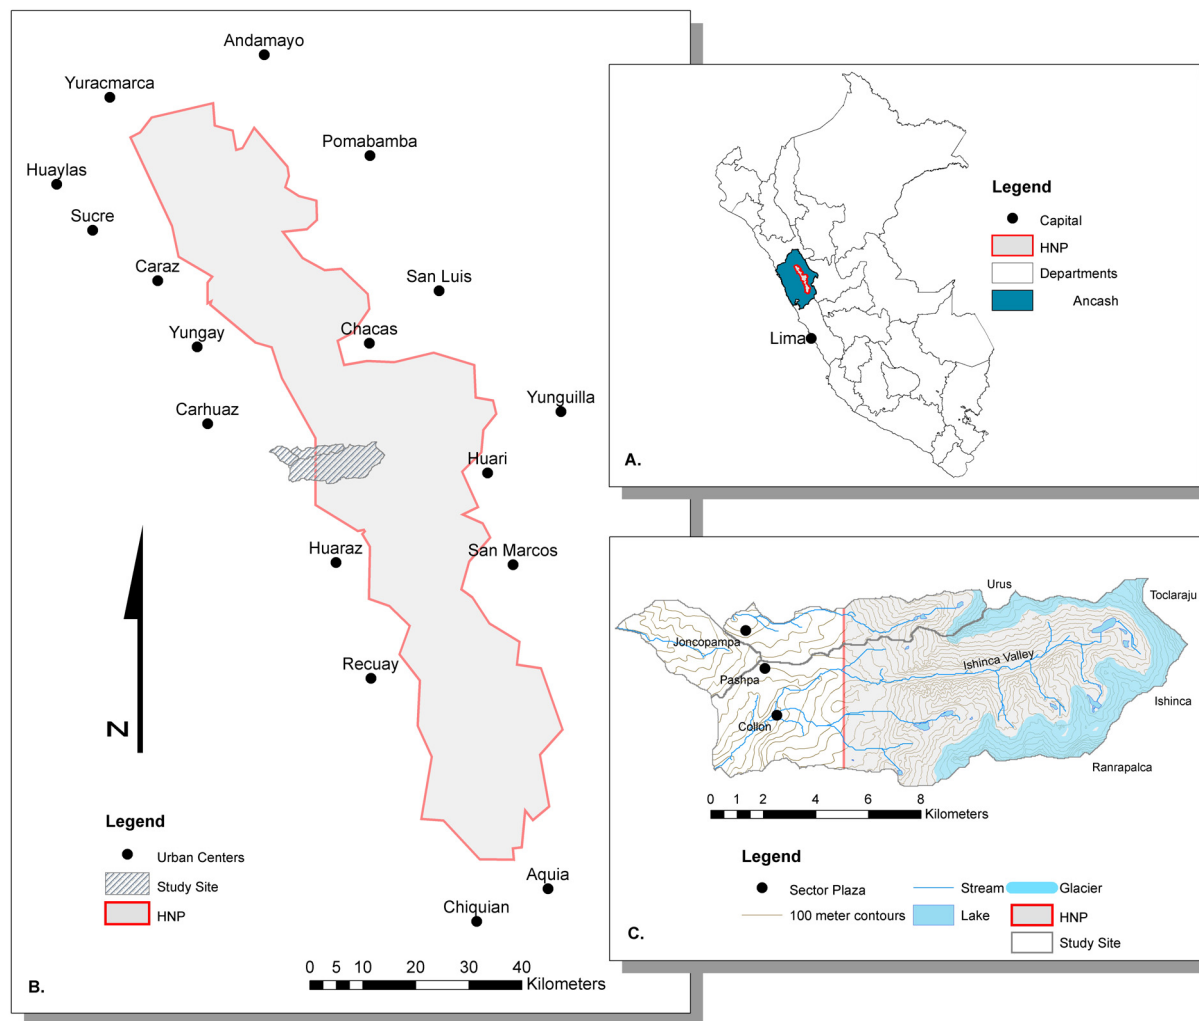 Andamayo
Yuracmarca
Pomabamba
Huaylas
Sucre
Caraz
San Luis
Chacas
Yungay
Yunguilla
Carhuaz
Huari
Huaraz
San Marcos
Recuay
N
Legend
Urban Centers
Study Site
HNP
Aquia
Chiquian
0 5 10 20 30 40
Kilometers
B.
Legend
Capital
HNP
Departments
Ancash
Lima
A.
Urus
Toclaraju
Joncopampa
Ishinca Valley
Pashpa
Ishinca
Collon
Ranrapalca
0 1 2 4 6 8
Kilometers
Legend
Sector Plaza
Stream
Glacier
100 meter contours
Lake
HNP
Study Site
C.